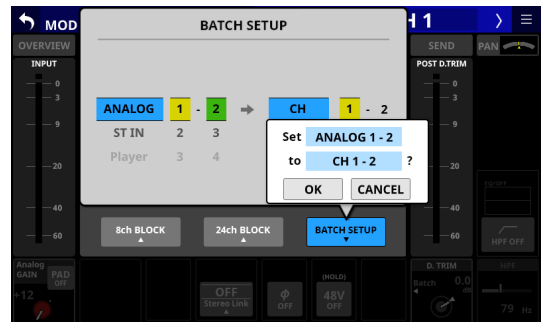 MOD
BATCH SETUP
H 1
OVERVIEW
SEND
PAN
INPUT
POST D.TRIM
0
3
9
20
40
60
0
3
9
20
40
60
ANALOG 1 - 2 → CH 1 - 2
ST IN 2 3
Player 3 4
Set ANALOG 1 - 2
to CH 1 - 2 ?
OK CANCEL
8ch BLOCK
24ch BLOCK
BATCH SETUP
EQ/OFF
HPF OFF
Analog
GAIN
PAD
OFF
+12
OFF
Stereo Link
φ
OFF
(HOLD)
48V
OFF
D. TRIM
Batch 0.0
dB
HPF
79 Hz